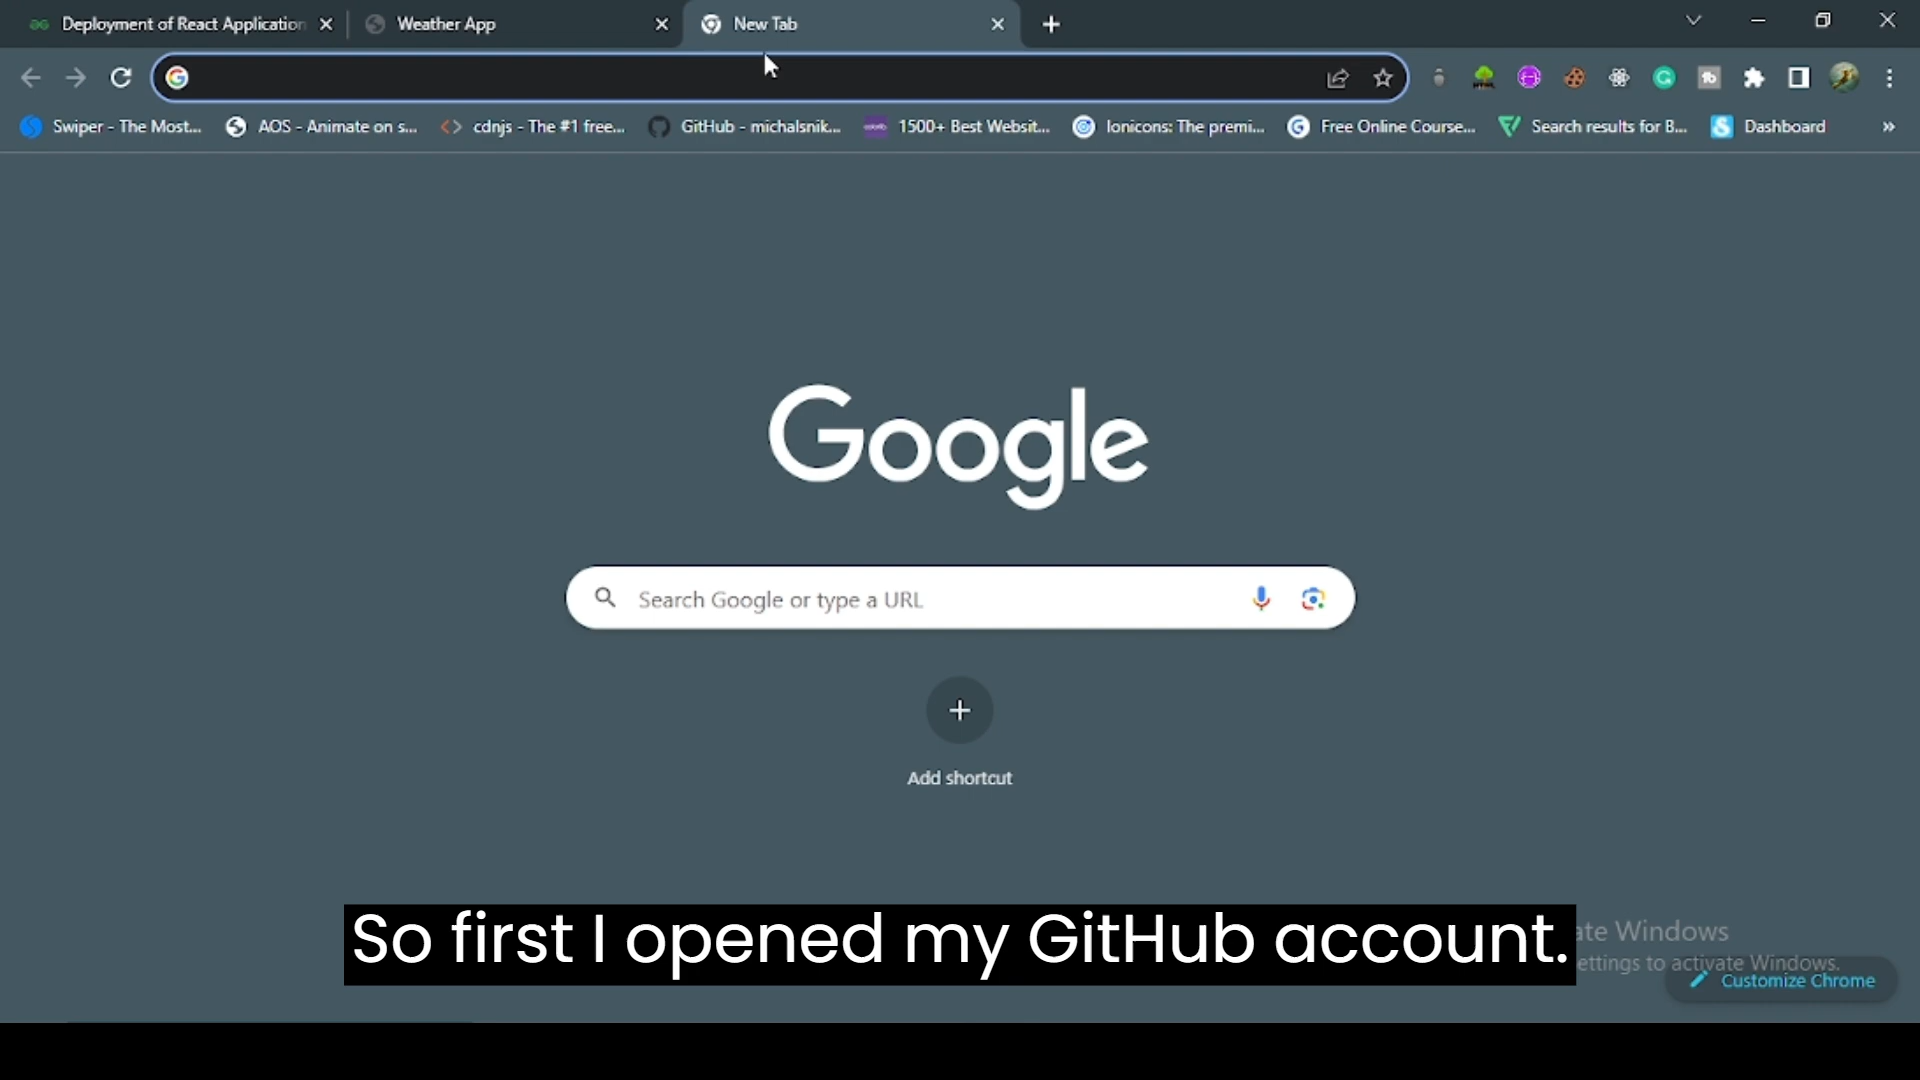 Deployment of React Application
Weather App
New Tab
Swiper - The Most...
AOS - Animate on s...
cdnjs - The #1 free...
GitHub - michalsnik...
1500+ Best Websit...
Ionicons: The premi...
Free Online Course...
Search results for B...
Dashboard
Google
Search Google or type a URL
Add shortcut
So first I opened my GitHub account.
ate Windows
ettings to activate Windows.
Customize Chrome